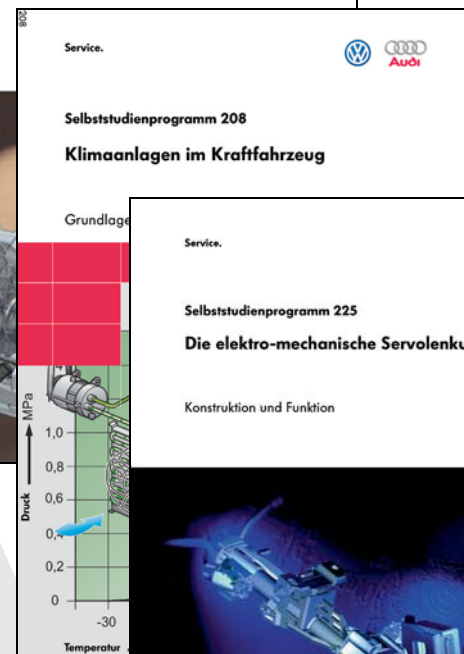 208
Service.
Audi
Selbststudienprogramm 208
Klimaanlagen im Kraftfahrzeug
Grundlage
Service.
Selbststudienprogramm 225
Die elektro-mechanische Servolenku
Konstruktion und Funktion
MPa
Druck
1,0
0,8
0,6
0,4
0,2
0
-30
Temperatur